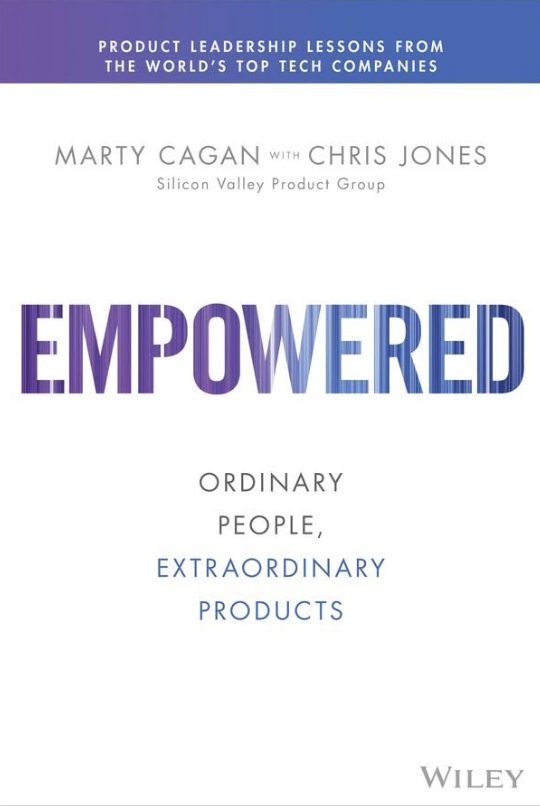 PRODUCT LEADERSHIP LESSONS FROM
THE WORLD'S TOP TECH COMPANIES
MARTY CAGAN WITH CHRIS JONES
Silicon Valley Product Group
EMPOWERED
ORDINARY
PEOPLE,
EXTRAORDINARY
PRODUCTS
WILEY